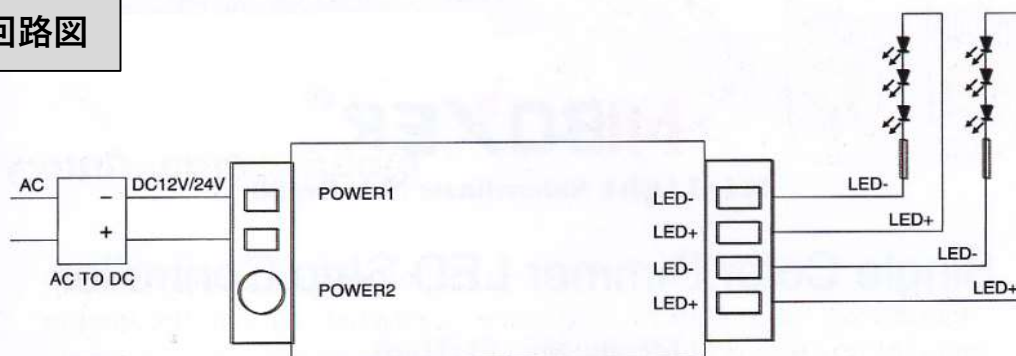 回路図
AC
DC12V/24V
−
+
AC TO DC
POWER1
POWER2
LED-
LED+
LED-
LED+
LED-
LED+
LED-
LED+